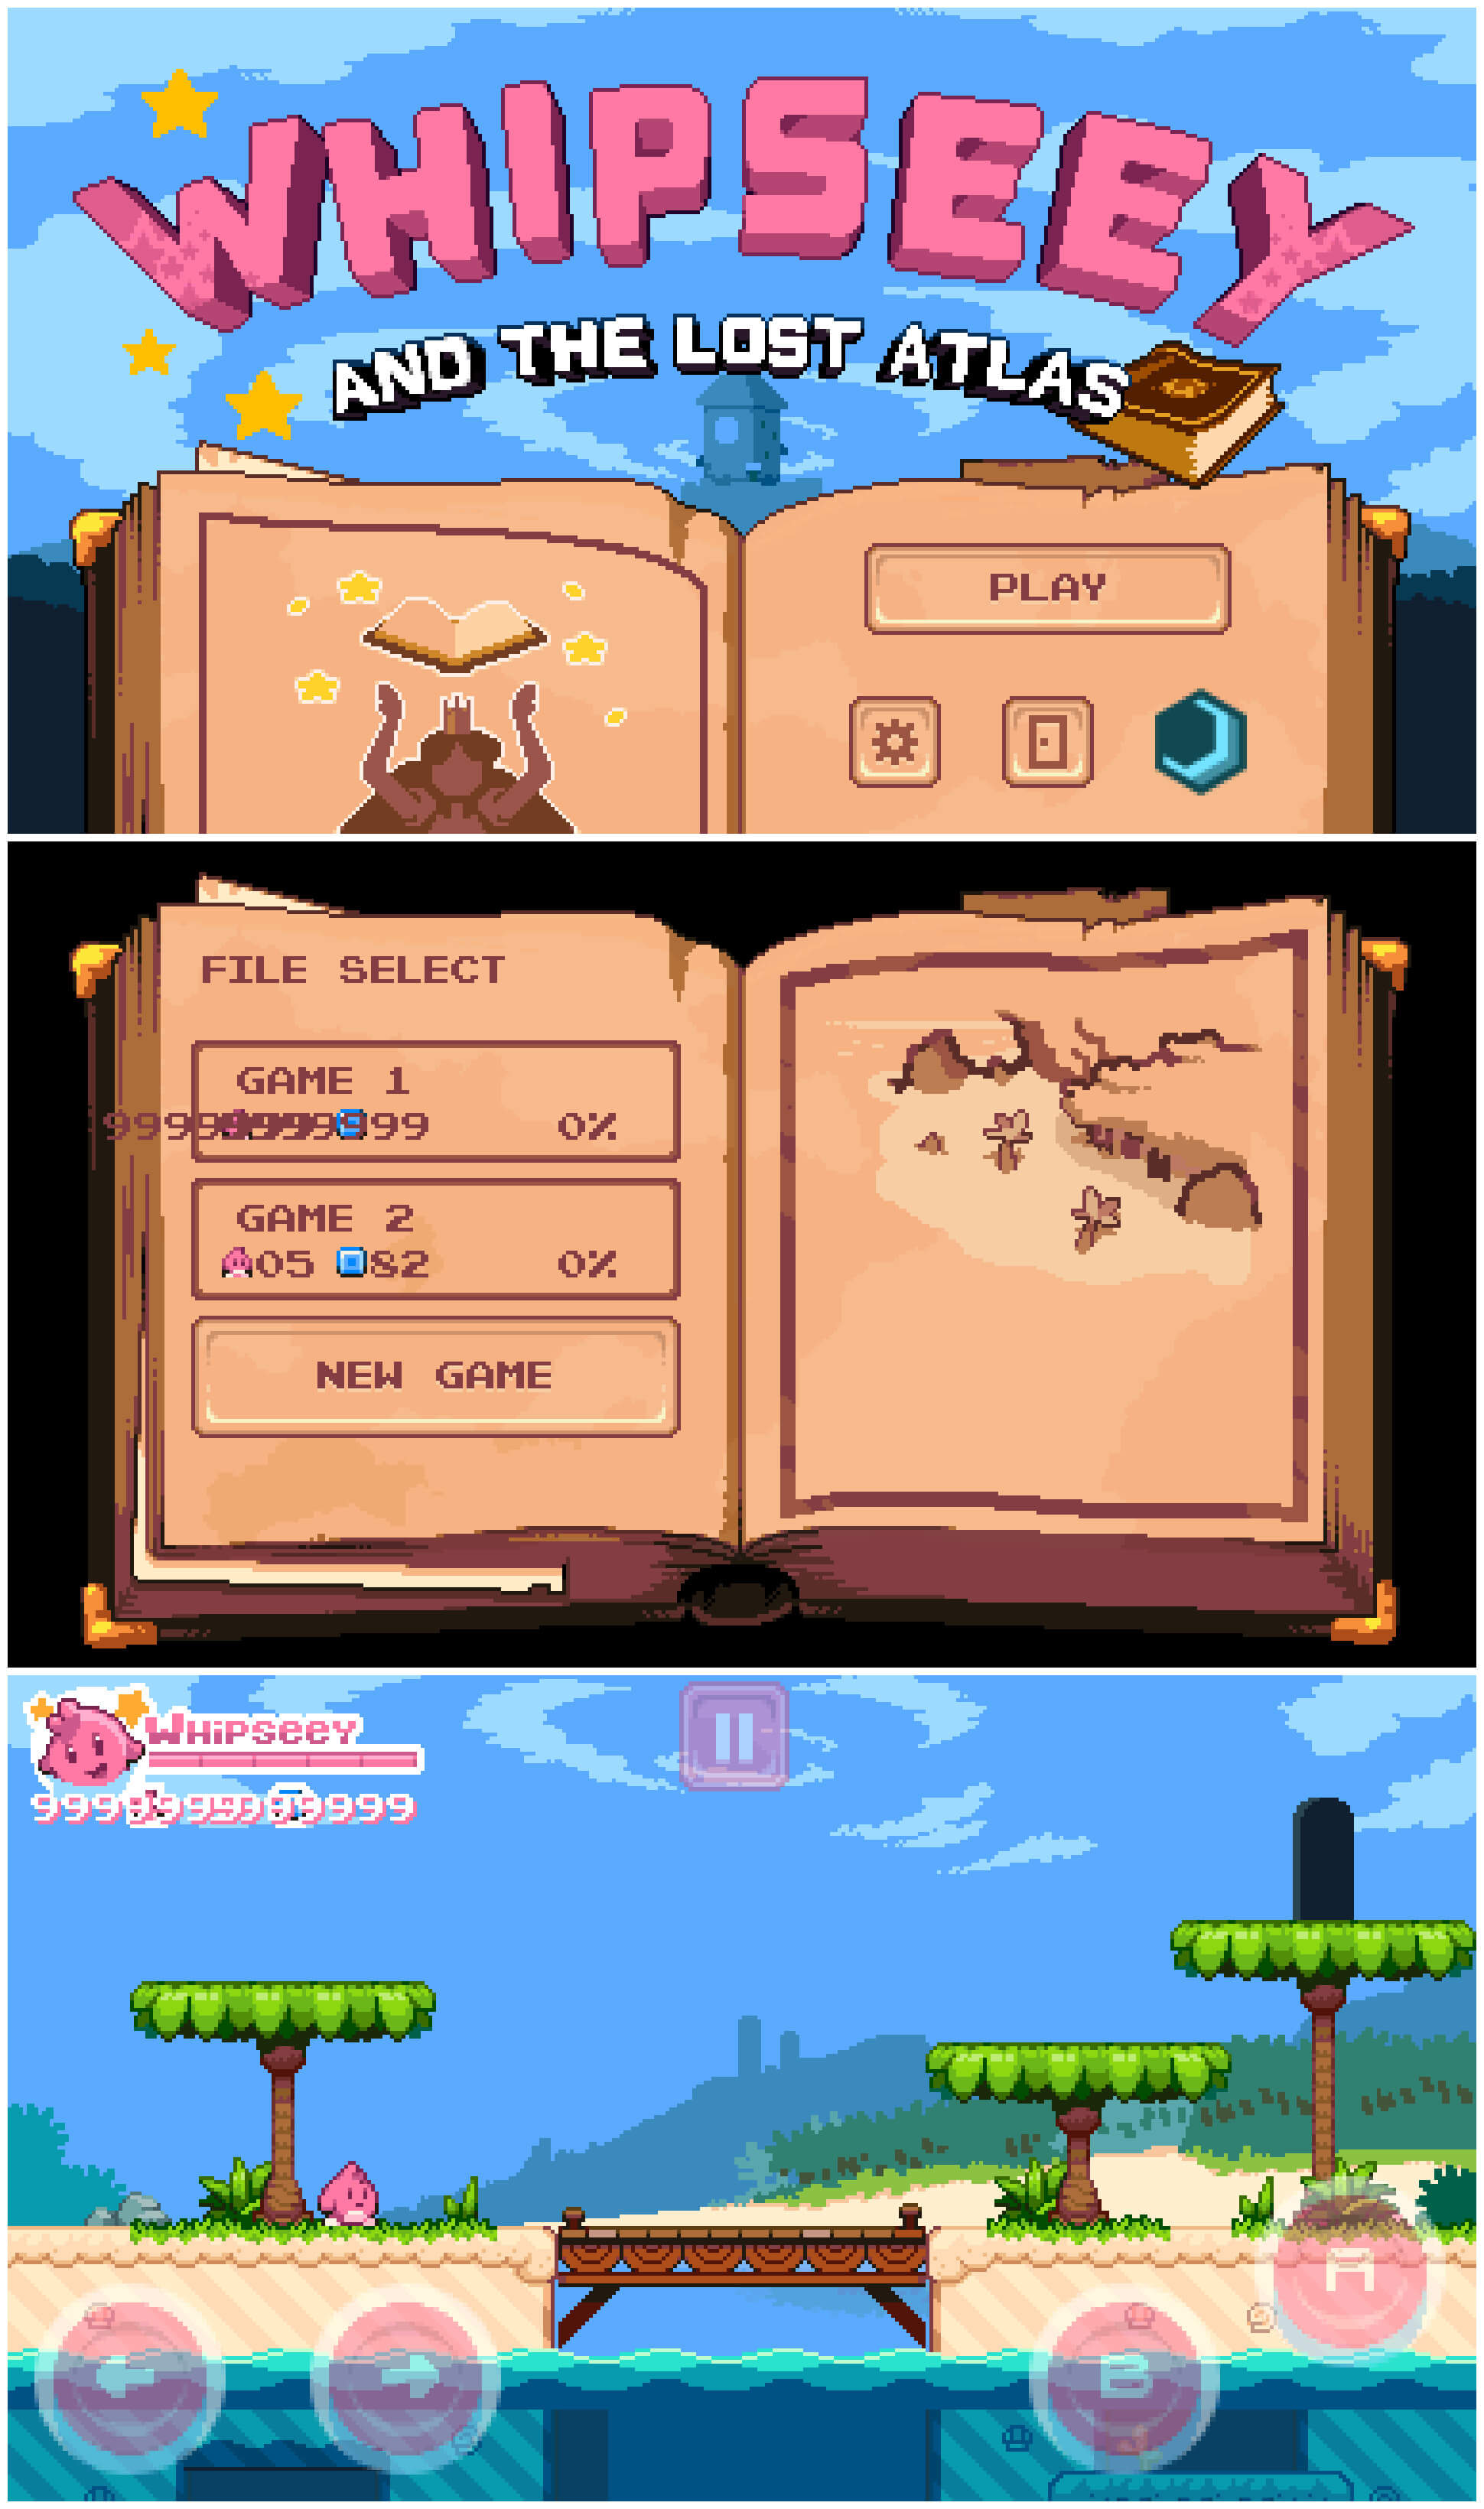 WHIPSEEY
AND THE LOST ATLAS
PLAY
FILE SELECT
GAME 1
0%
GAME 2
05 82 0%
NEW GAME
Whipseey
A
B